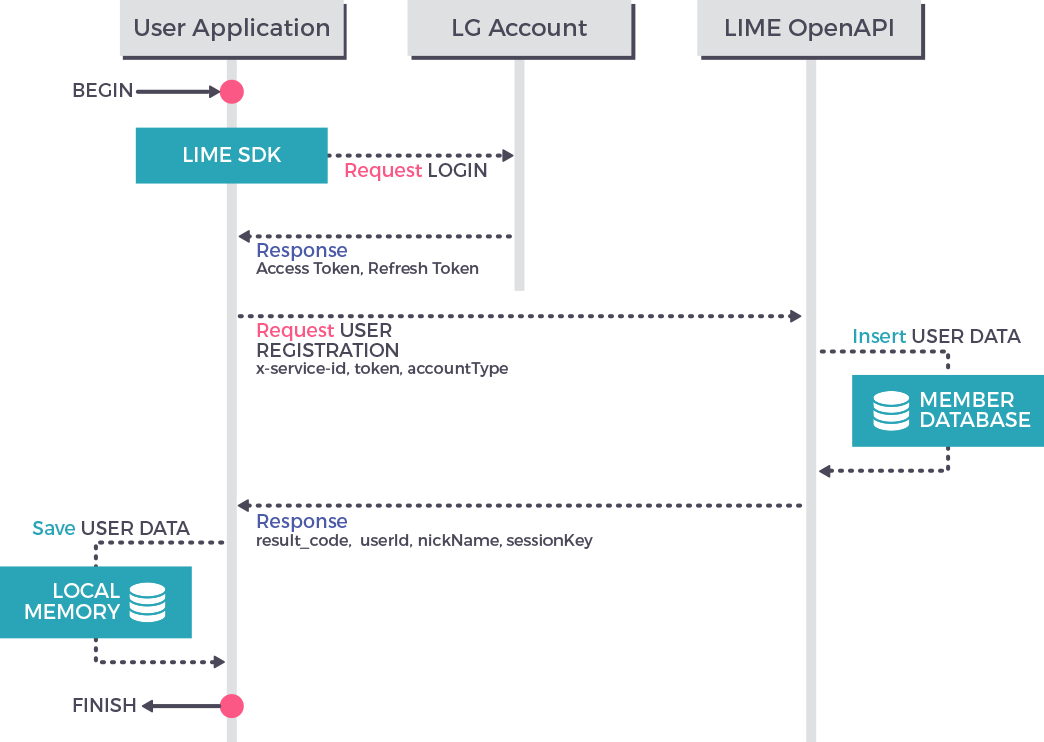 User Application
LG Account
LIME OpenAPI
BEGIN
LIME SDK
Request LOGIN
Response
Access Token, Refresh Token
Request USER
REGISTRATION
x-service-id, token, accountType
Insert USER DATA
MEMBER
DATABASE
Response
result_code, userId, nickName, sessionKey
Save USER DATA
LOCAL
MEMORY
FINISH